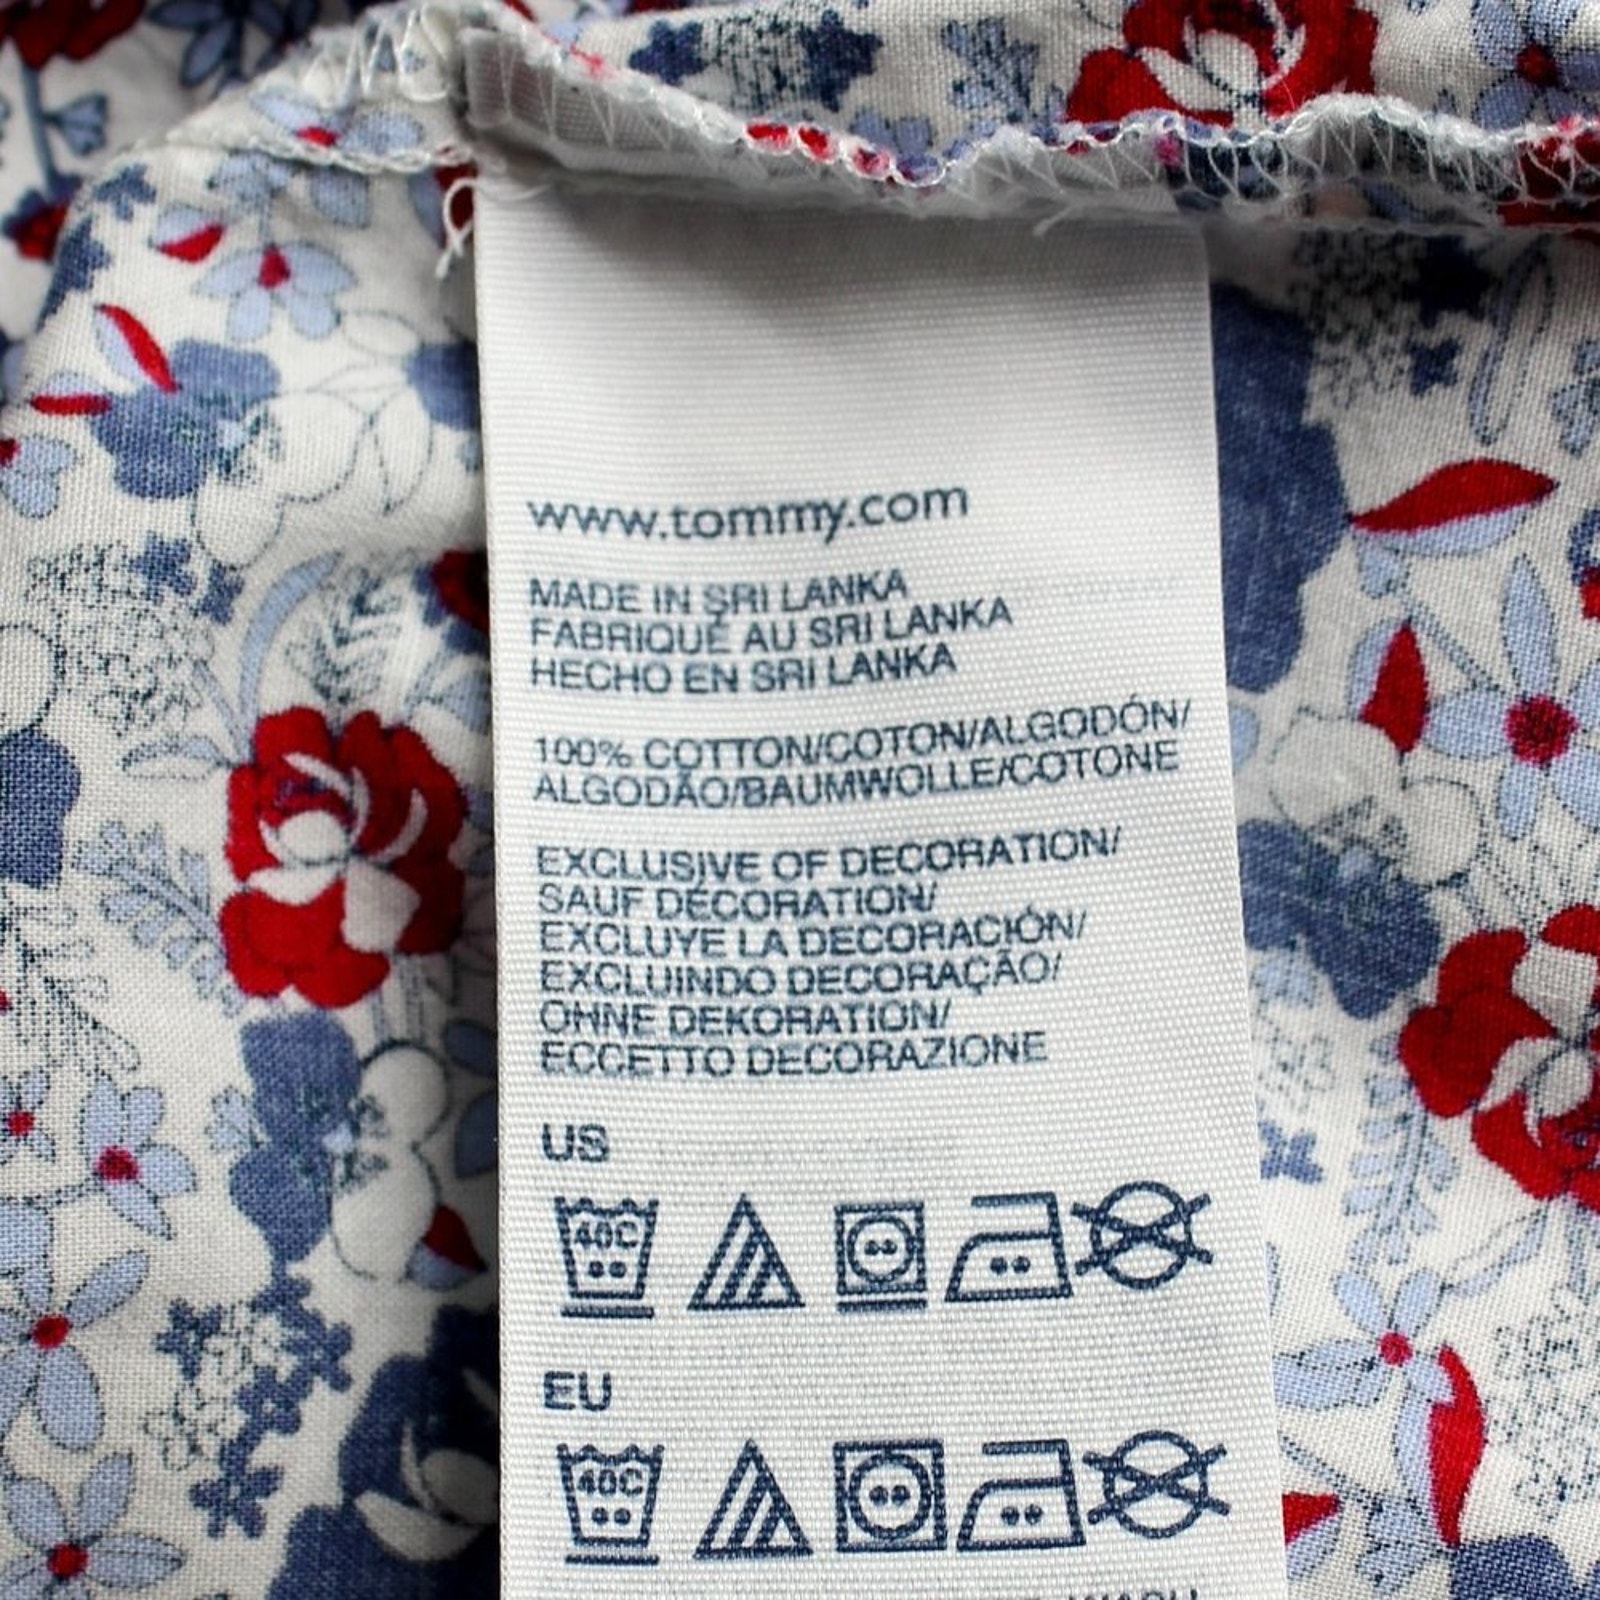 www.tommy.com
MADE IN SRI LANKA
FABRIQUÉ AU SRI LANKA
HECHO EN SRI LANKA
100% COTTON/COTON/ALGODÓN/
ALGODÃO/BAUMWOLLE/COTONE
EXCLUSIVE OF DECORATION/
SAUF DÉCORATION/
EXCLUYE LA DECORACIÓN/
EXCLUINDO DECORAÇÃO/
OHNE DEKORATION/
ECCETTO DECORAZIONE
US
40C
EU
40C